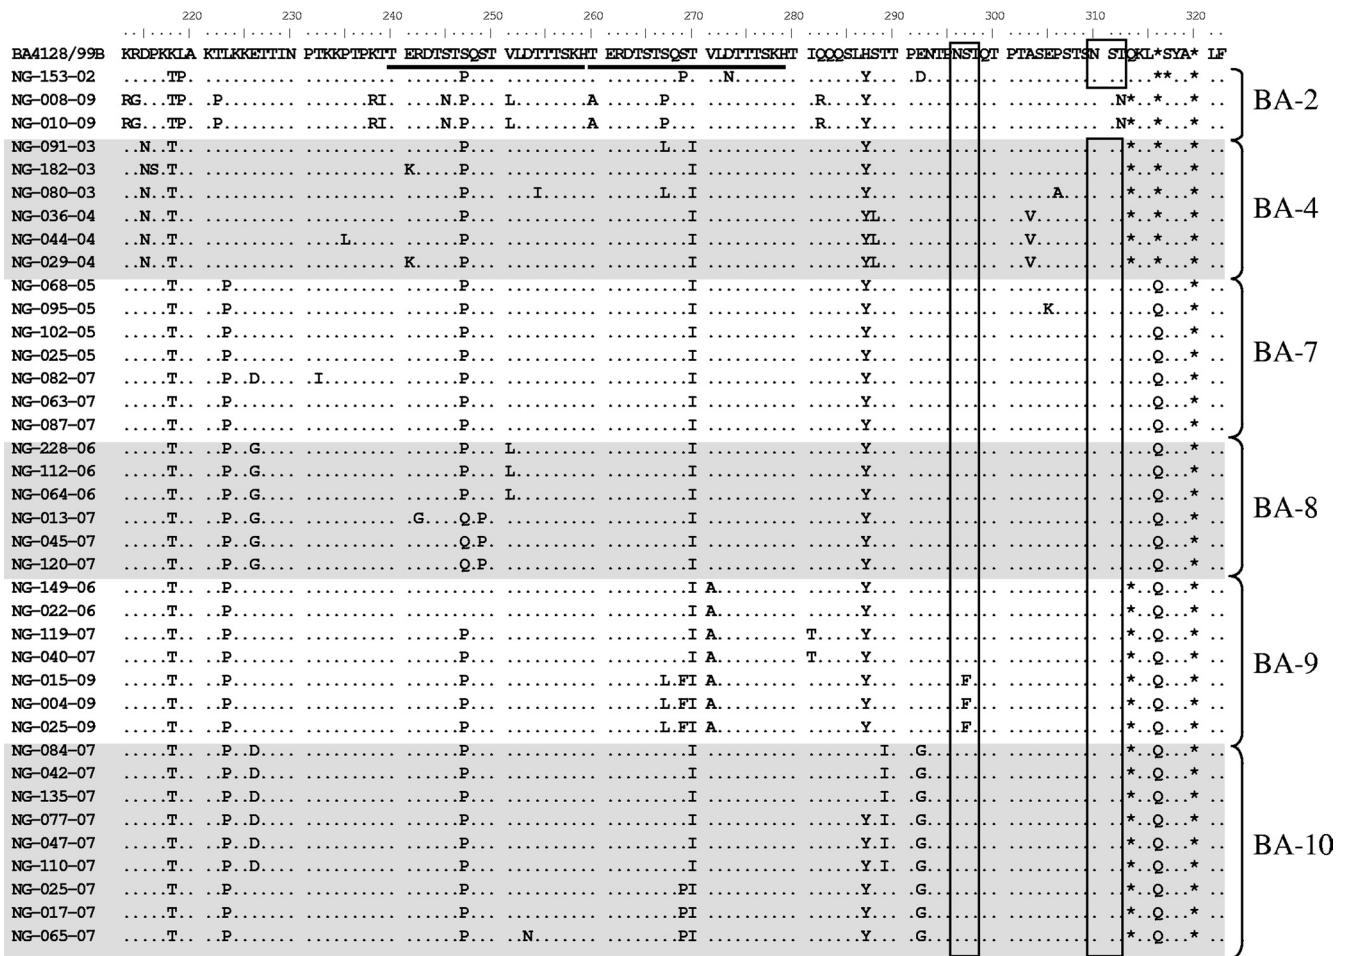 220 230 240 250 260 270 280 290 300 310 320
BA4128/99B KRDPKKLA KTLKKETTIN PTKKPTPKTT ERDTSTSQST VLDTTTSKHT ERDTSTSQST VLDTTTSKHT IQQQSLHSTT PENTPNSTQT PTASEPSTSN STQKL*SYA* LF
NG-153-02 .....TP. .......... .......... ......P... .......... ........P. ..N....... ......Y... .D........ .......... .....**..* ..
NG-008-09 RG...TP. .P........ .......RI. ....N.P... L........A ......P... .......... .R....Y... .......... .......... .N*..*...* .. BA-2
NG-010-09 RG...TP. .P........ .......RI. ....N.P... L........A ......P... .......... .R....Y... .......... .......... .N*..*...* ..
NG-091-03 ..N..T.. .......... .......... ......P... .......... ......L..I .......... ......Y... .......... .......... ..*..*...* ..
NG-182-03 ..NS.T.. .......... .......... K.....P... .......... .........I .......... ......Y... .......... .......... ..*..*...* ..
NG-080-03 ..N..T.. .......... .......... ......P... ...I...... ......L..I .......... ......Y... .......... .....A.... ..*..*...* ..
NG-036-04 ..N..T.. .......... .......... ......P... .......... .........I .......... ......YL.. .......... ..V....... ..*..*...* .. BA-4
NG-044-04 ..N..T.. .......... ....L..... ......P... .......... .........I .......... ......YL.. .......... ..V....... ..*..*...* ..
NG-029-04 ..N..T.. .......... .......... K.....P... .......... .........I .......... ......YL.. .......... ..V....... ..*..*...* ..
NG-068-05 .....T.. ..P....... .......... ......P... .......... .........I .......... ......Y... .......... .......... .....Q...* ..
NG-095-05 .....T.. ..P....... .......... ......P... .......... .........I .......... ......Y... .......... ....K..... .....Q...* ..
NG-102-05 .....T.. ..P....... .......... ......P... .......... .........I .......... ......Y... .......... .......... .....Q...* .. BA-7
NG-025-05 .....T.. ..P....... .......... ......P... .......... .........I .......... ......Y... .......... .......... .....Q...* ..
NG-082-07 .....T.. ..P..D.... .I........ ......P... .......... .........I .......... ......Y... .......... .......... .....Q...* ..
NG-063-07 .....T.. ..P....... .......... ......P... .......... .........I .......... ......Y... .......... .......... .....Q...* ..
NG-087-07 .....T.. ..P....... .......... ......P... .......... .........I .......... ......Y... .......... .......... .....Q...* ..
NG-228-06 .....T.. ..P..G.... .......... ......P... L......... .........I .......... ......Y... .......... .......... .....Q...* ..
NG-112-06 .....T.. ..P..G.... .......... ......P... L......... .........I .......... ......Y... .......... .......... .....Q...* ..
NG-064-06 .....T.. ..P..G.... .......... ......P... L......... .........I .......... ......Y... .......... .......... .....Q...* ..
NG-013-07 .....T.. ..P..G.... .......... .G....Q.P. .......... .........I .......... ......Y... .......... .......... .....Q...* .. BA-8
NG-045-07 .....T.. ..P..G.... .......... ......Q.P. .......... .........I .......... ......Y... .......... .......... .....Q...* ..
NG-120-07 .....T.. ..P..G.... .......... ......Q.P. .......... .........I .......... ......Y... .......... .......... .....Q...* ..
NG-149-06 .....T.. ..P....... .......... .......... .......... .........I A......... ......Y... .......... .......... ..*..Q...* ..
NG-022-06 .....T.. ..P....... .......... .......... .......... .........I A......... ......Y... .......... .......... ..*..Q...* ..
NG-119-07 .....T.. ..P....... .......... ......P... .......... .........I A......... T.....Y... .......... .......... ..*..Q...* ..
NG-040-07 .....T.. ..P....... .......... ......P... .......... .........I A......... T.....Y... .......... .......... ..*..Q...* .. BA-9
NG-015-09 .....T.. ..P....... .......... ......P... .......... ......L.FI A......... ......Y... ......F... .......... ..*..Q...* ..
NG-004-09 .....T.. ..P....... .......... ......P... .......... ......L.FI A......... ......Y... ......F... .......... ..*..Q...* ..
NG-025-09 .....T.. ..P....... .......... ......P... .......... ......L.FI A......... ......Y... ......F... .......... ..*..Q...* ..
NG-084-07 .....T.. ..P..D.... .......... ......P... .......... .........I .......... ........I. .G........ .......... ..*..Q...* ..
NG-042-07 .....T.. ..P..D.... .......... ......P... .......... .........I .......... ........I. .G........ .......... ..*..Q...* ..
NG-135-07 .....T.. ..P..D.... .......... ......P... .......... .........I .......... ........I. .G........ .......... ..*..Q...* ..
NG-077-07 .....T.. ..P..D.... .......... ......P... .......... .........I .......... ......Y.I. .G........ .......... ..*..Q...* ..
NG-047-07 .....T.. ..P..D.... .......... ......P... .......... .........I .......... ......Y.I. .G........ .......... ..*..Q...* .. BA-10
NG-110-07 .....T.. ..P..D.... .......... ......P... .......... .........I .......... ......Y.I. .G........ .......... ..*..Q...* ..
NG-025-07 .....T.. ..P....... .......... ......P... .......... ........PI .......... ......Y... .G........ .......... ..*..Q...* ..
NG-017-07 .....T.. ..P....... .......... ......P... .......... ........PI .......... ......Y... .G........ .......... ..*..Q...* ..
NG-065-07 .....T.. ..P....... .......... ......P... ..N....... ........PI .......... ......Y... .G........ .......... ..*..Q...* ..